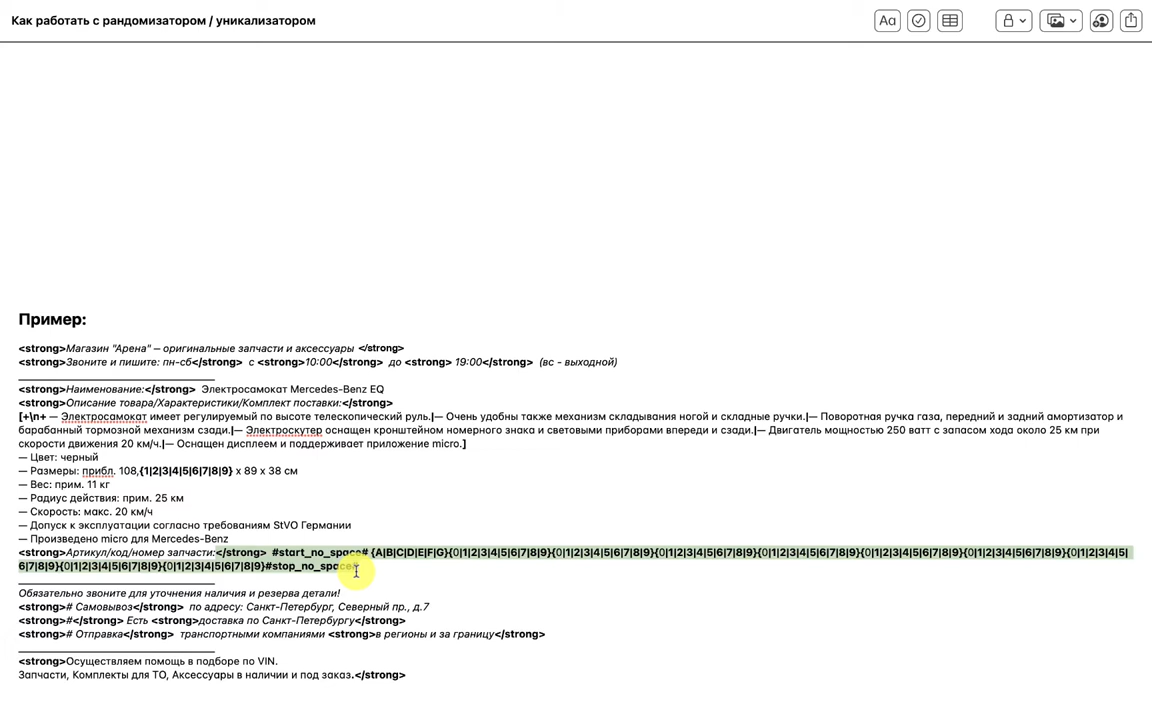 Как работать с рандомизатором / уникализатором
Aa
Пример:
<strong>Магазин "Арена" – оригинальные запчасти и аксессуары </strong>
<strong>Звоните и пишите: пн-сб</strong> с <strong>10:00</strong> до <strong> 19:00</strong> (вс - выходной)
<strong>Наименование:</strong> Электросамокат Mercedes-Benz EQ
<strong>Описание товара/Характеристики/Комплект поставки:</strong>
[+\n+ — Электросамокат имеет регулируемый по высоте телескопический руль.|— Очень удобны также механизм складывания ногой и складные ручки.|— Поворотная ручка газа, передний и задний амортизатор и
барабанный тормозной механизм сзади.|— Электроскутер оснащен кронштейном номерного знака и световыми приборами впереди и сзади.|— Двигатель мощностью 250 ватт с запасом хода около 25 км при
скорости движения 20 км/ч.|— Оснащен дисплеем и поддерживает приложение micro.]
— Цвет: черный
— Размеры: прибл. 108,{1|2|3|4|5|6|7|8|9} x 89 x 38 см
— Вес: прим. 11 кг
— Радиус действия: прим. 25 км
— Скорость: макс. 20 км/ч
— Допуск к эксплуатации согласно требованиям StVO Германии
— Произведено micro для Mercedes-Benz
<strong>Артикул/код/номер запчасти:</strong> #start_no_space# {A|B|C|D|E|F|G}{0|1|2|3|4|5|6|7|8|9}{0|1|2|3|4|5|6|7|8|9}{0|1|2|3|4|5|6|7|8|9}{0|1|2|3|4|5|6|7|8|9}{0|1|2|3|4|5|6|7|8|9}{0|1|2|3|4|5|6|7|8|9}{0|1|2|3|4|5|
6|7|8|9}{0|1|2|3|4|5|6|7|8|9}{0|1|2|3|4|5|6|7|8|9}#stop_no_space#
Обязательно звоните для уточнения наличия и резерва детали!
<strong># Самовывоз</strong> по адресу: Санкт-Петербург, Северный пр., д.7
<strong>#</strong> Есть <strong>доставка по Санкт-Петербургу</strong>
<strong># Отправка</strong> транспортными компаниями <strong>в регионы и за границу</strong>
<strong>Осуществляем помощь в подборе по VIN.
Запчасти, Комплекты для ТО, Аксессуары в наличии и под заказ.</strong>